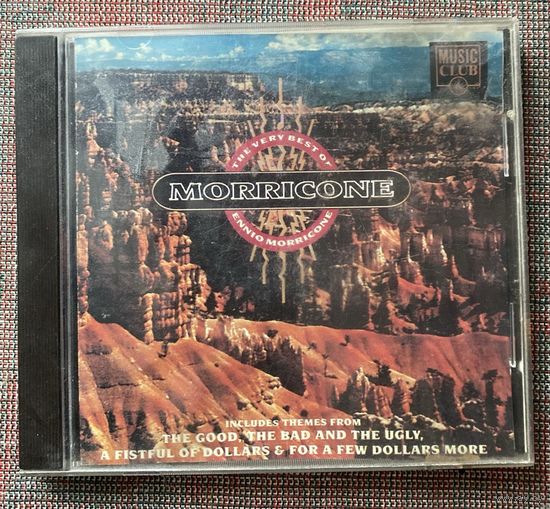 MUSIC
CLUB
THE VERY BEST OF
MORRICONE
ENNIO MORRICONE
INCLUDES THEMES FROM
THE GOOD, THE BAD AND THE UGLY,
A FISTFUL OF DOLLARS & FOR A FEW DOLLARS MORE